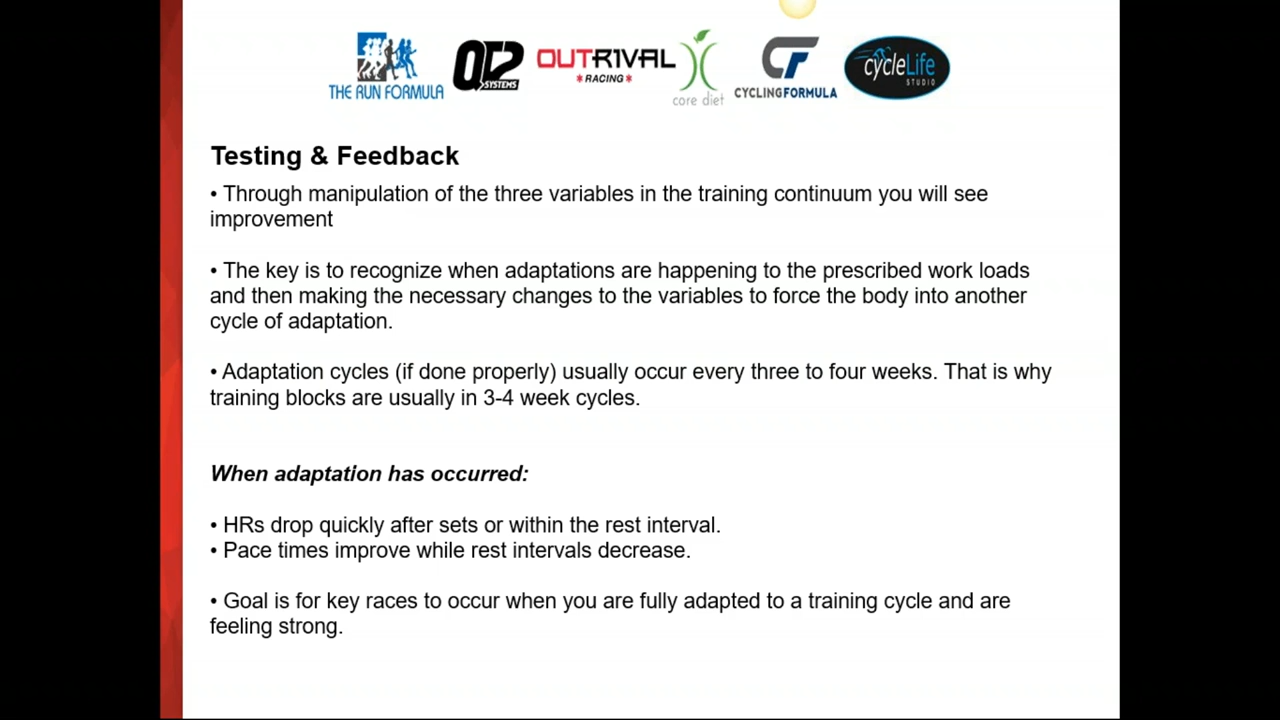 THE RUN FORMULA
QT2
SYSTEMS
OUTRIVAL
RACING
core diet
CYCLINGFORMULA
cycleLife
STUDIO
Testing & Feedback
• Through manipulation of the three variables in the training continuum you will see
improvement
• The key is to recognize when adaptations are happening to the prescribed work loads
and then making the necessary changes to the variables to force the body into another
cycle of adaptation.
• Adaptation cycles (if done properly) usually occur every three to four weeks. That is why
training blocks are usually in 3-4 week cycles.
When adaptation has occurred:
• HRs drop quickly after sets or within the rest interval.
• Pace times improve while rest intervals decrease.
• Goal is for key races to occur when you are fully adapted to a training cycle and are
feeling strong.